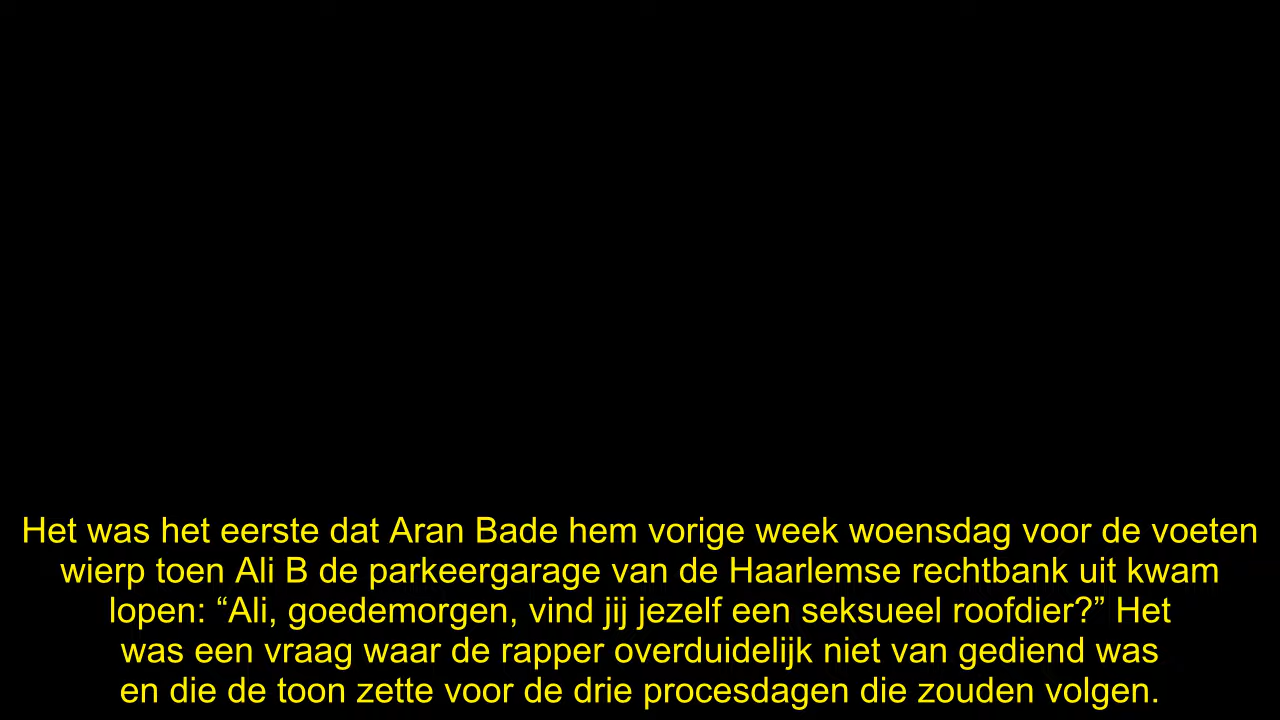 Het was het eerste dat Aran Bade hem vorige week woensdag voor de voeten
wierp toen Ali B de parkeergarage van de Haarlemse rechtbank uit kwam
lopen: “Ali, goedemorgen, vind jij jezelf een seksueel roofdier?” Het
was een vraag waar de rapper overduidelijk niet van gediend was
en die de toon zette voor de drie procesdagen die zouden volgen.